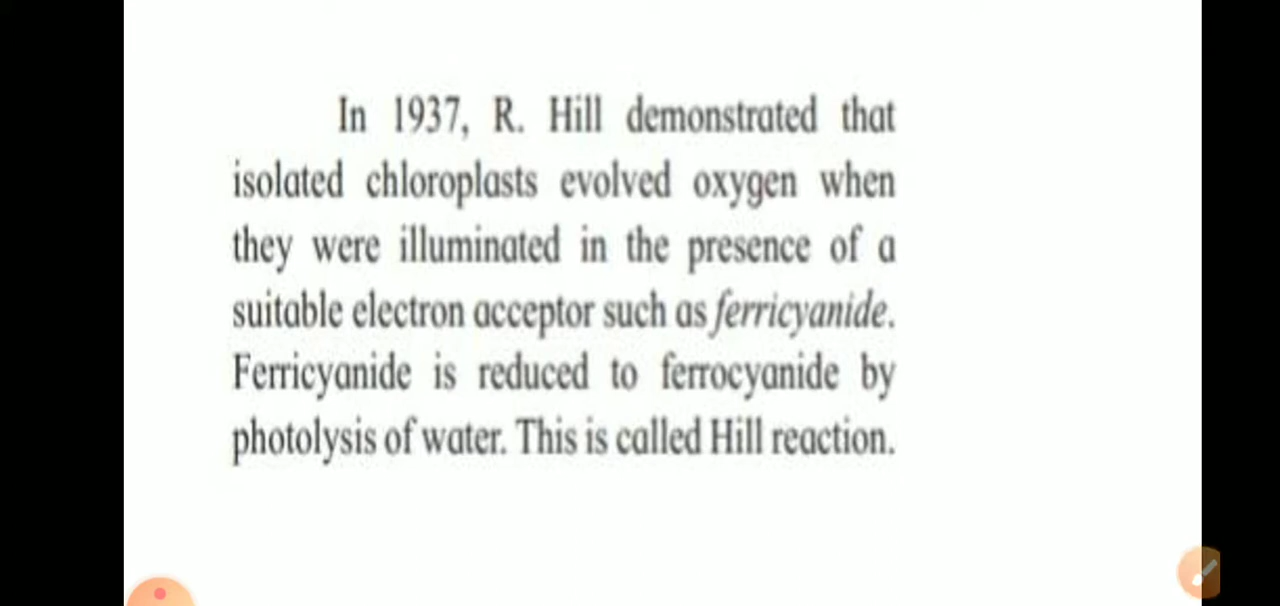 In 1937, R. Hill demonstrated that
isolated chloroplasts evolved oxygen when
they were illuminated in the presence of a
suitable electron acceptor such as ferricyanide.
Ferricyanide is reduced to ferrocyanide by
photolysis of water. This is called Hill reaction.